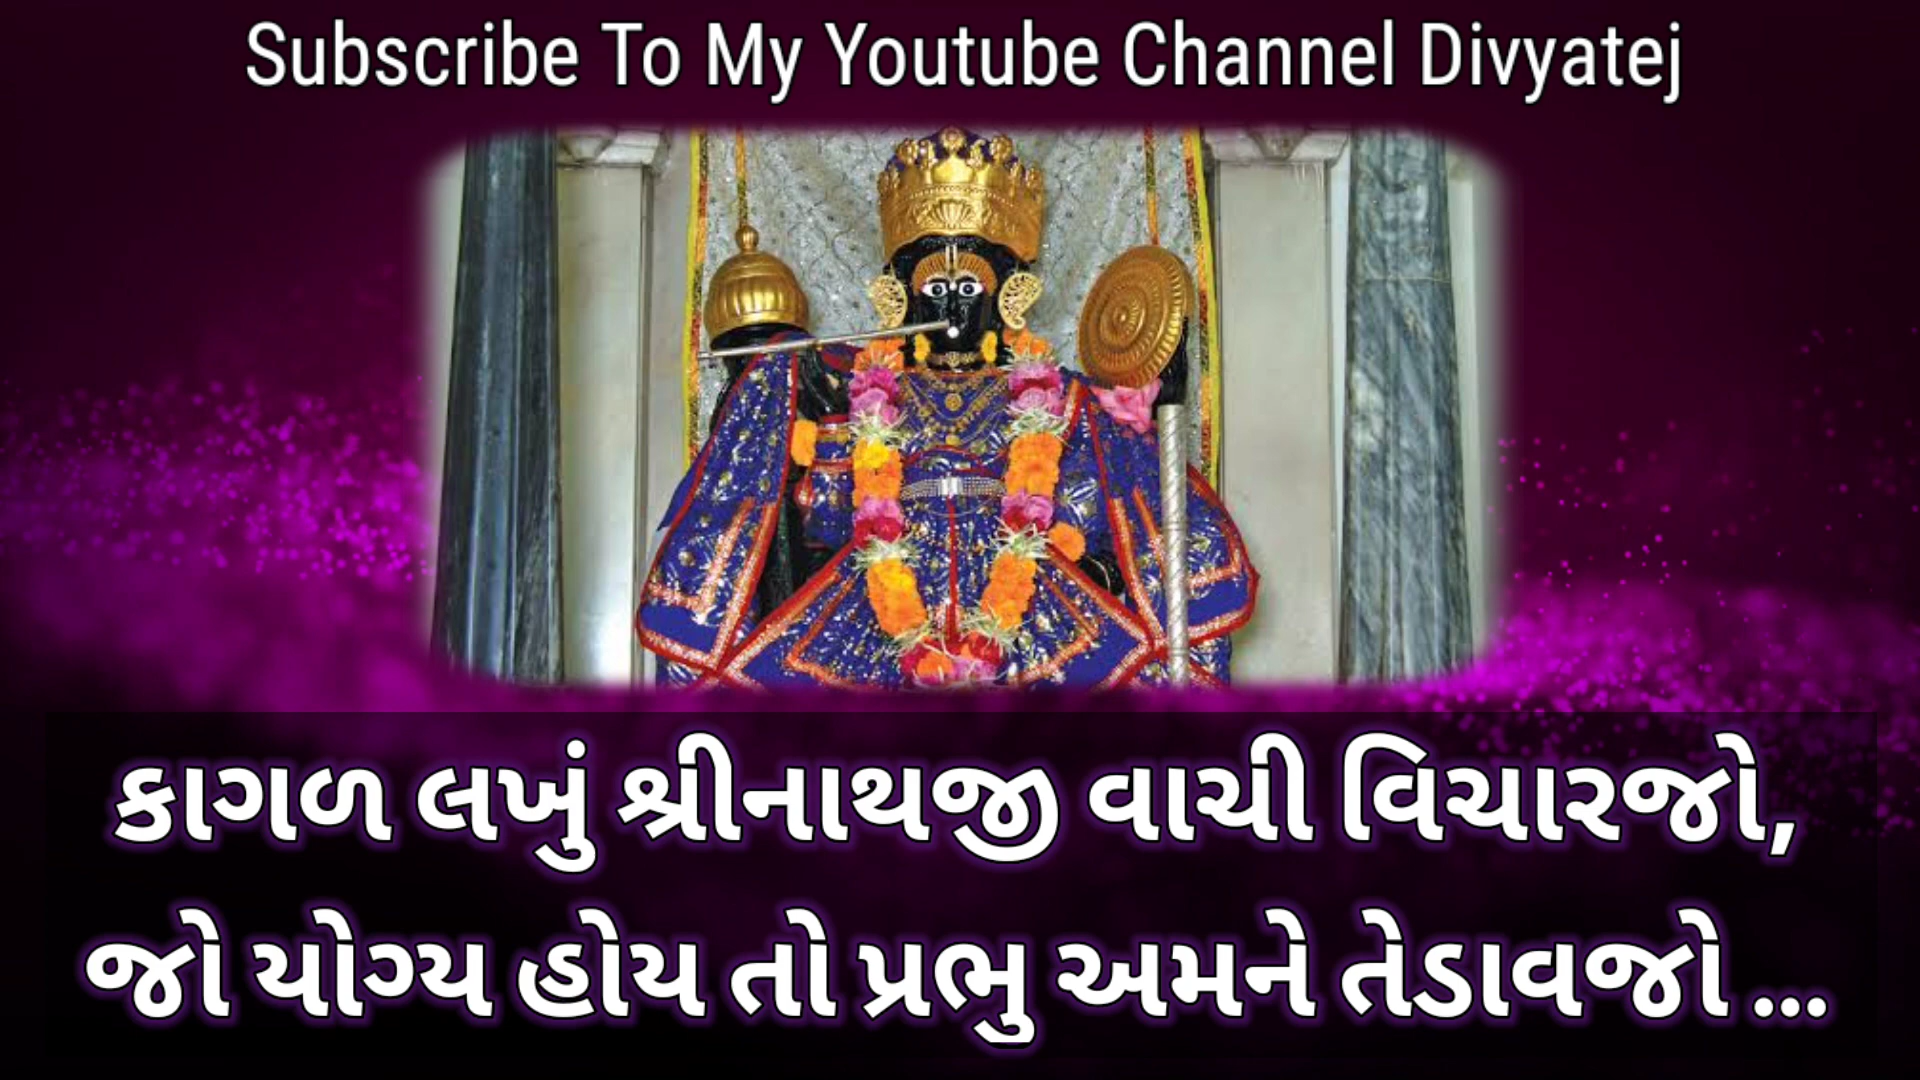 Subscribe To My Youtube Channel Divyatej
કાગળ લખું શ્રીનાથજી વાચી વિચારજો,
જો યોગ્ય હોય તો પ્રભુ અમને તેડાવજો ...